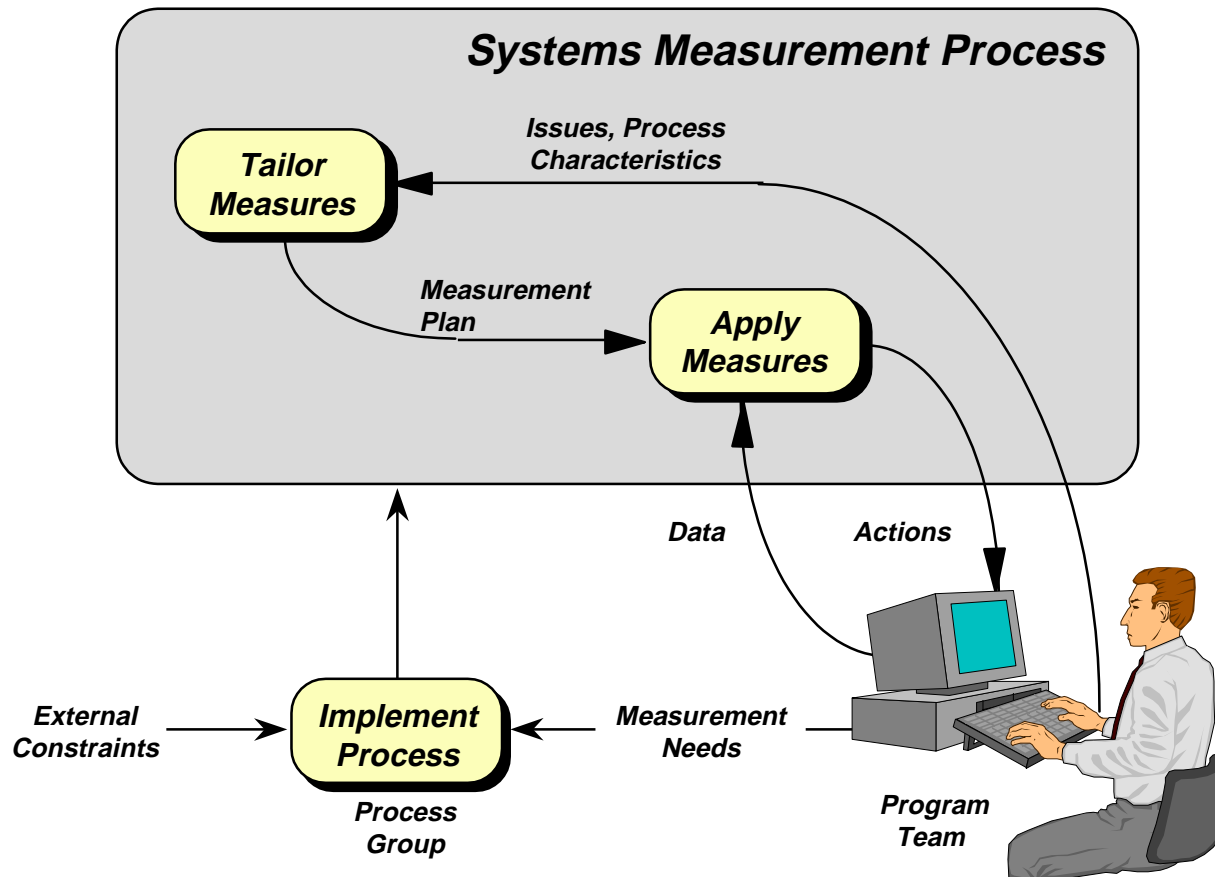 Systems Measurement Process
Issues, Process
Characteristics
Tailor
Measures
Measurement
Plan
Apply
Measures
Data
Actions
External
Constraints
Implement
Process
Measurement
Needs
Process
Group
Program
Team